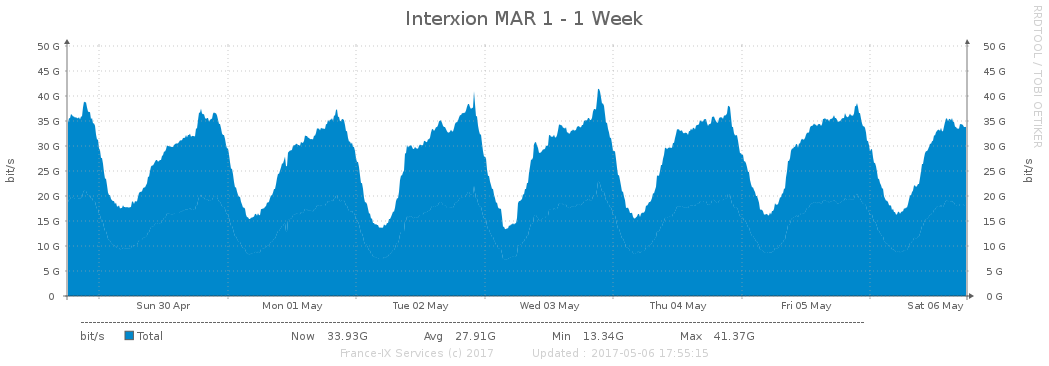 Interxion MAR 1 - 1 Week
RRDTOOL / TOBI OETIKER
50 G 50 G
45 G 45 G
40 G 40 G
35 G 35 G
30 G 30 G
25 G 25 G
20 G 20 G
15 G 15 G
10 G 10 G
5 G 5 G
0 0 G
bit/s bit/s
Sun 30 Apr Mon 01 May Tue 02 May Wed 03 May Thu 04 May Fri 05 May Sat 06 May
bit/s Total Now 33.93G Avg 27.91G Min 13.34G Max 41.37G
France-IX Services (c) 2017 Updated : 2017-05-06 17:55:15